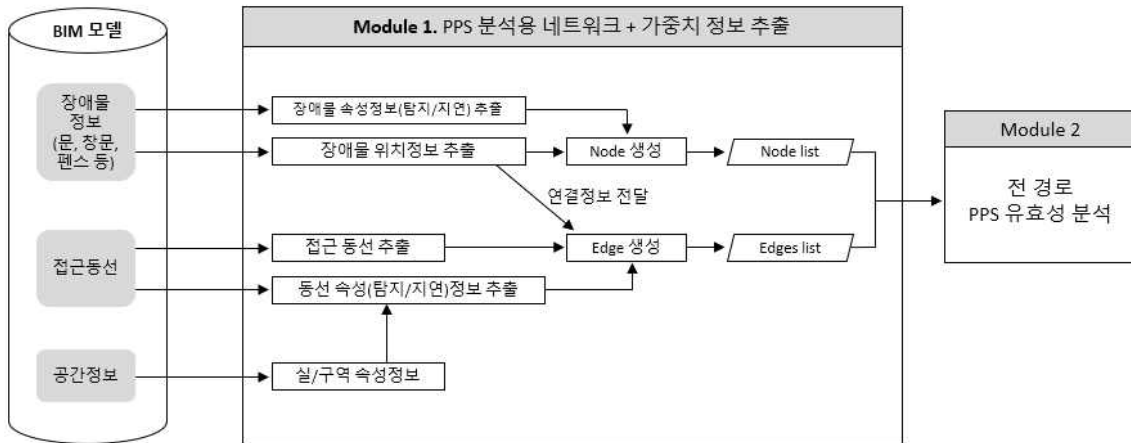 BIM 모델
장애물
정보
(문, 창문,
펜스 등)
접근동선
공간정보
Module 1. PPS 분석용 네트워크 + 가중치 정보 추출
장애물 속성정보(탐지/지연) 추출
장애물 위치정보 추출
Node 생성
Node list
연결정보 전달
접근 동선 추출
Edge 생성
Edges list
동선 속성(탐지/지연)정보 추출
실/구역 속성정보
Module 2
전 경로
PPS 유효성 분석